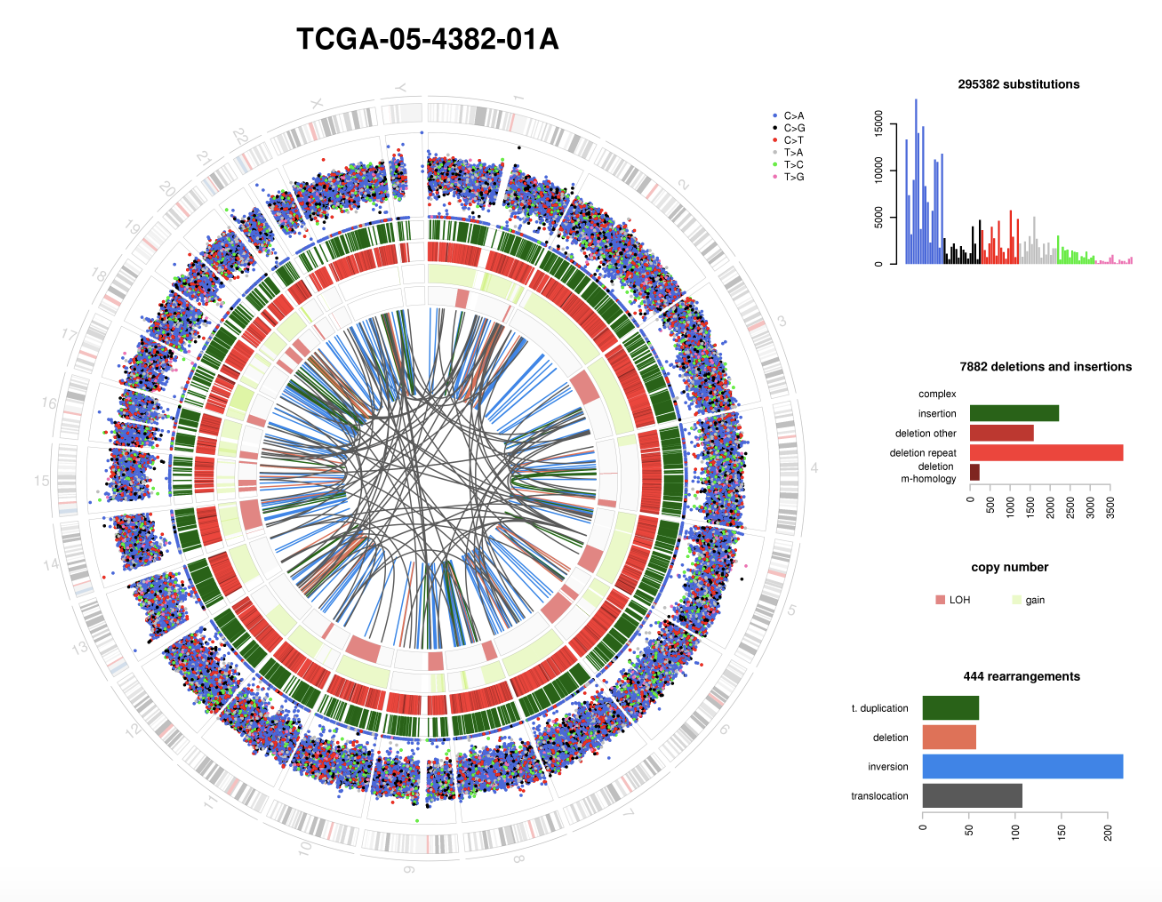 TCGA-05-4382-01A
X
Y
1
2
3
4
5
6
7
8
9
10
11
12
13
14
15
16
17
18
19
20
21
22
C>A
C>G
C>T
T>A
T>C
T>G
295382 substitutions
0
5000
10000
15000
7882 deletions and insertions
complex
insertion
deletion other
deletion repeat
deletion
m-homology
0
500
1000
1500
2000
2500
3000
3500
copy number
LOH
gain
444 rearrangements
t. duplication
deletion
inversion
translocation
0
50
100
150
200